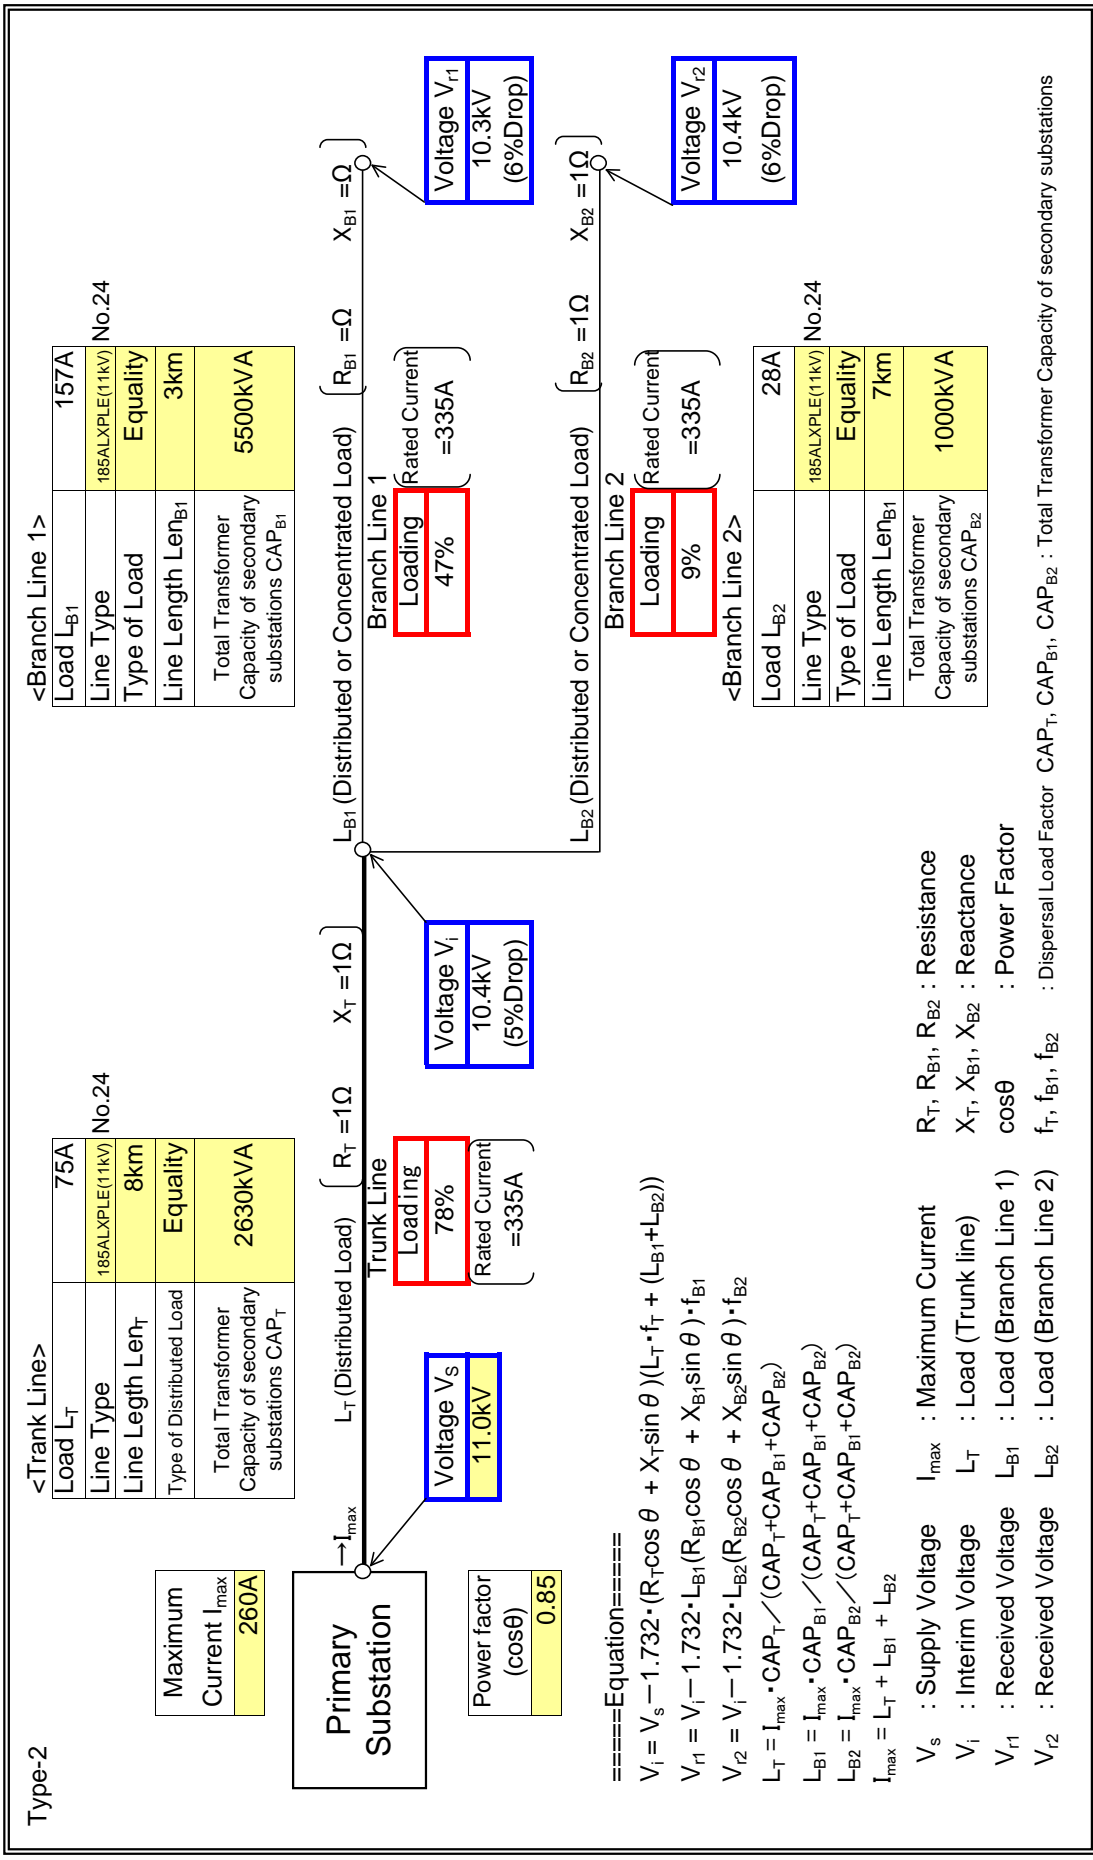 Type-2
Maximum
Current Imax
260A
Primary
Substation
Power factor
(cosθ)
0.85
<Trank Line>
Load LT 75A
Line Type 185ALXPLE(11kV) No.24
Line Legth LenT 8km
Type of Distributed Load Equality
Total Transformer
Capacity of secondary
substations CAPT
2630kVA
→Imax
LT (Distributed Load) [RT =1Ω XT =1Ω]
Trunk Line
Loading
78%
Rated Current
=335A
Voltage VS
11.0kV
Voltage Vi
10.4kV
(5%Drop)
<Branch Line 1>
Load LB1 157A
Line Type 185ALXPLE(11kV) No.24
Type of Load Equality
Line Length LenB1 3km
Total Transformer
Capacity of secondary
substations CAPB1
5500kVA
LB1 (Distributed or Concentrated Load) [RB1 =Ω XB1 =Ω]
Branch Line 1
Loading
47%
Rated Current
=335A
Voltage Vr1
10.3kV
(6%Drop)
LB2 (Distributed or Concentrated Load) [RB2 =1Ω XB2 =1Ω]
Branch Line 2
Loading
9%
Rated Current
=335A
Voltage Vr2
10.4kV
(6%Drop)
<Branch Line 2>
Load LB2 28A
Line Type 185ALXPLE(11kV) No.24
Type of Load Equality
Line Length LenB1 7km
Total Transformer
Capacity of secondary
substations CAPB2
1000kVA
=====Equation=====
Vi = Vs－1.732・(RTcos θ + XTsin θ)(LT・fT + (LB1+LB2))
Vr1 = Vi－1.732・LB1(RB1cos θ + XB1sin θ)・fB1
Vr2 = Vi－1.732・LB2(RB2cos θ + XB2sin θ)・fB2
LT = Imax・CAPT／(CAPT+CAPB1+CAPB2)
LB1 = Imax・CAPB1／(CAPT+CAPB1+CAPB2)
LB2 = Imax・CAPB2／(CAPT+CAPB1+CAPB2)
Imax = LT + LB1 + LB2
Vs : Supply Voltage Imax : Maximum Current RT, RB1, RB2 : Resistance
Vi : Interim Voltage LT : Load (Trunk line) XT, XB1, XB2 : Reactance
Vr1 : Received Voltage LB1 : Load (Branch Line 1) cosθ : Power Factor
Vr2 : Received Voltage LB2 : Load (Branch Line 2) fT, fB1, fB2 : Dispersal Load Factor CAPT, CAPB1, CAPB2 : Total Transformer Capacity of secondary substations